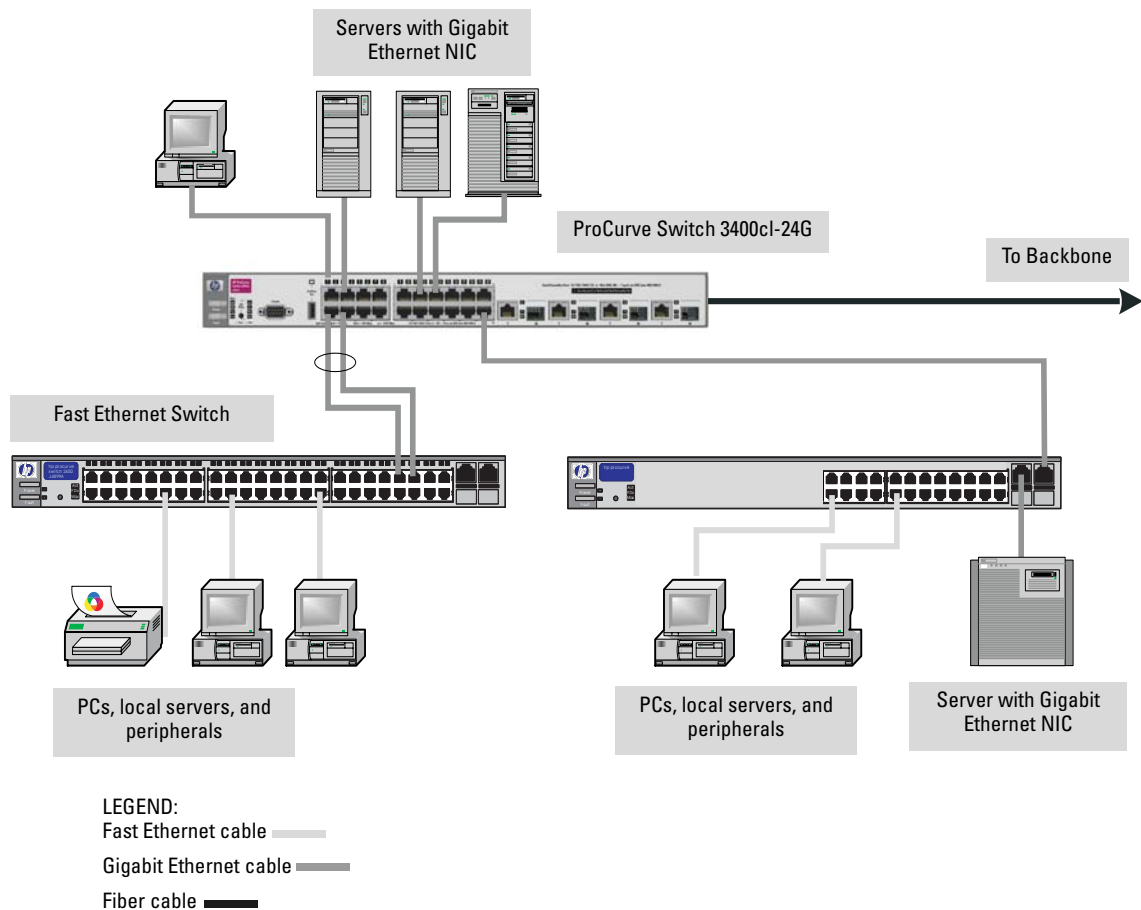 Servers with Gigabit
Ethernet NIC
ProCurve Switch 3400cl-24G
To Backbone
Fast Ethernet Switch
hp procurve
PCs, local servers, and
peripherals
PCs, local servers, and
peripherals
Server with Gigabit
Ethernet NIC
LEGEND:
Fast Ethernet cable
Gigabit Ethernet cable
Fiber cable